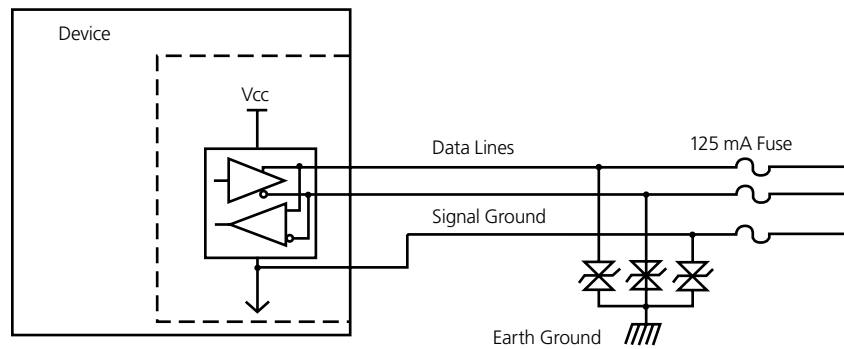 Device
Vcc
Data Lines
125 mA Fuse
Signal Ground
Earth Ground